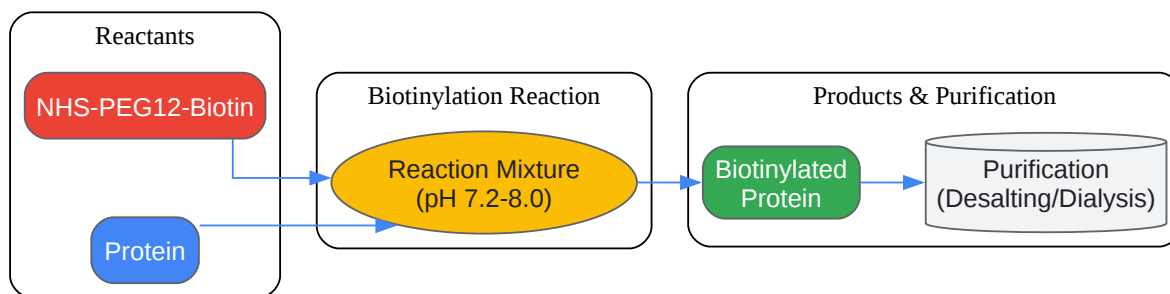 Reactants
NHS-PEG12-Biotin
Protein
Biotinylation Reaction
Reaction Mixture
(pH 7.2-8.0)
Products & Purification
Biotinylated
Protein
Purification
(Desalting/Dialysis)